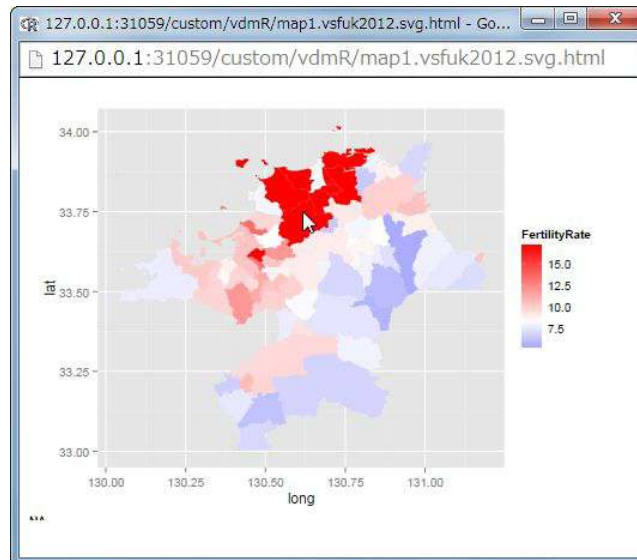 127.0.0.1:31059/custom/vdmR/map1.vsfuk2012.svg.html - Go...
127.0.0.1:31059/custom/vdmR/map1.vsfuk2012.svg.html
34.00
33.75
33.50
33.25
33.00
lat
130.00 130.25 130.50 130.75 131.00
long
FertilityRate
15.0
12.5
10.0
7.5